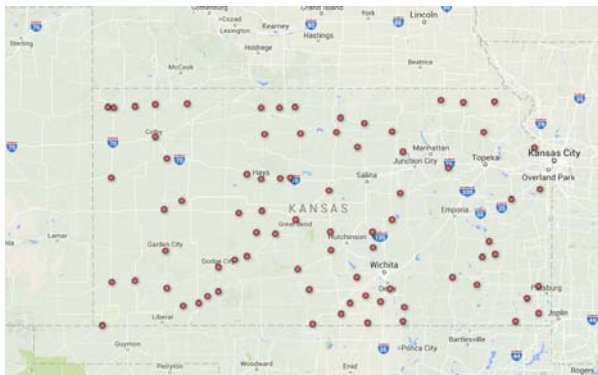 Gothenburg
Grand Island
Cozad
Lexington
Kearney
York
Lincoln
Hastings
Sterling
Holdrege
McCook
Beatrice
Colby
Manhattan
Kansas City
Junction City
Topeka
Overland Park
Hays
Salina
KANSAS
Emporia
Great Bend
Lamar
Garden City
Hutchinson
Dodge City
Wichita
Derby
Pittsburg
Liberal
Joplin
Guymon
Bartlesville
Ponca City
Perryton
Woodward
Enid
Rogers